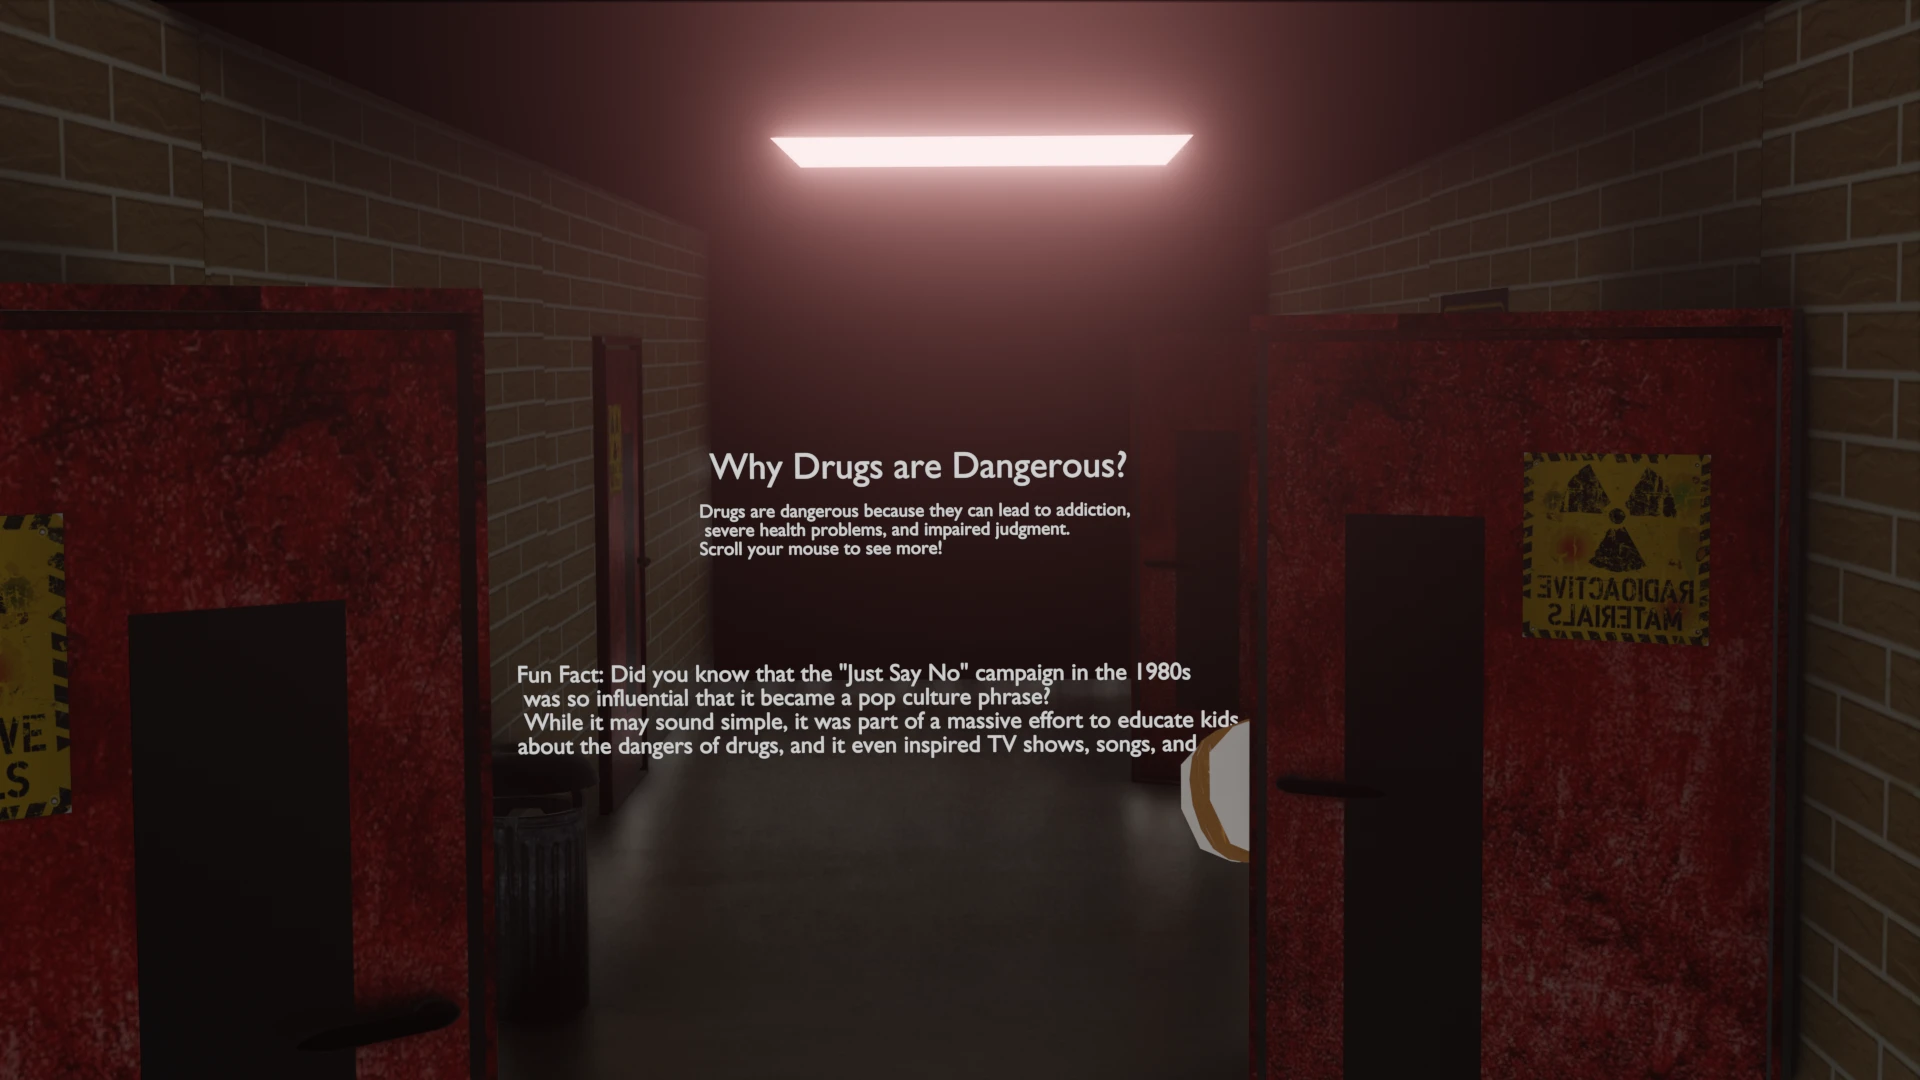 Why Drugs are Dangerous?
Drugs are dangerous because they can lead to addiction,
severe health problems, and impaired judgment.
Scroll your mouse to see more!
RADIOACTIVE
MATERIALS
Fun Fact: Did you know that the "Just Say No" campaign in the 1980s
was so influential that it became a pop culture phrase?
While it may sound simple, it was part of a massive effort to educate kids
about the dangers of drugs, and it even inspired TV shows, songs, and
VE
LS